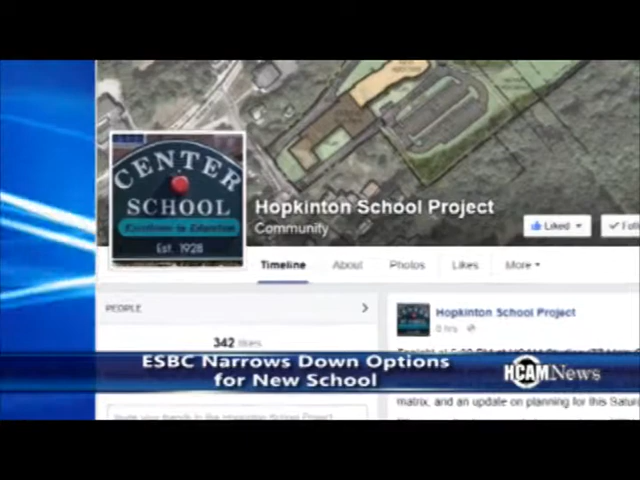 CENTER
SCHOOL
Excellence in Education
Est. 1928
Hopkinton School Project
Community
Liked
Timeline
About
Photos
Likes
More
PEOPLE
342 likes
Hopkinton School Project
ESBC Narrows Down Options
for New School
HCAM News
matrix, and an update on planning for this Satur